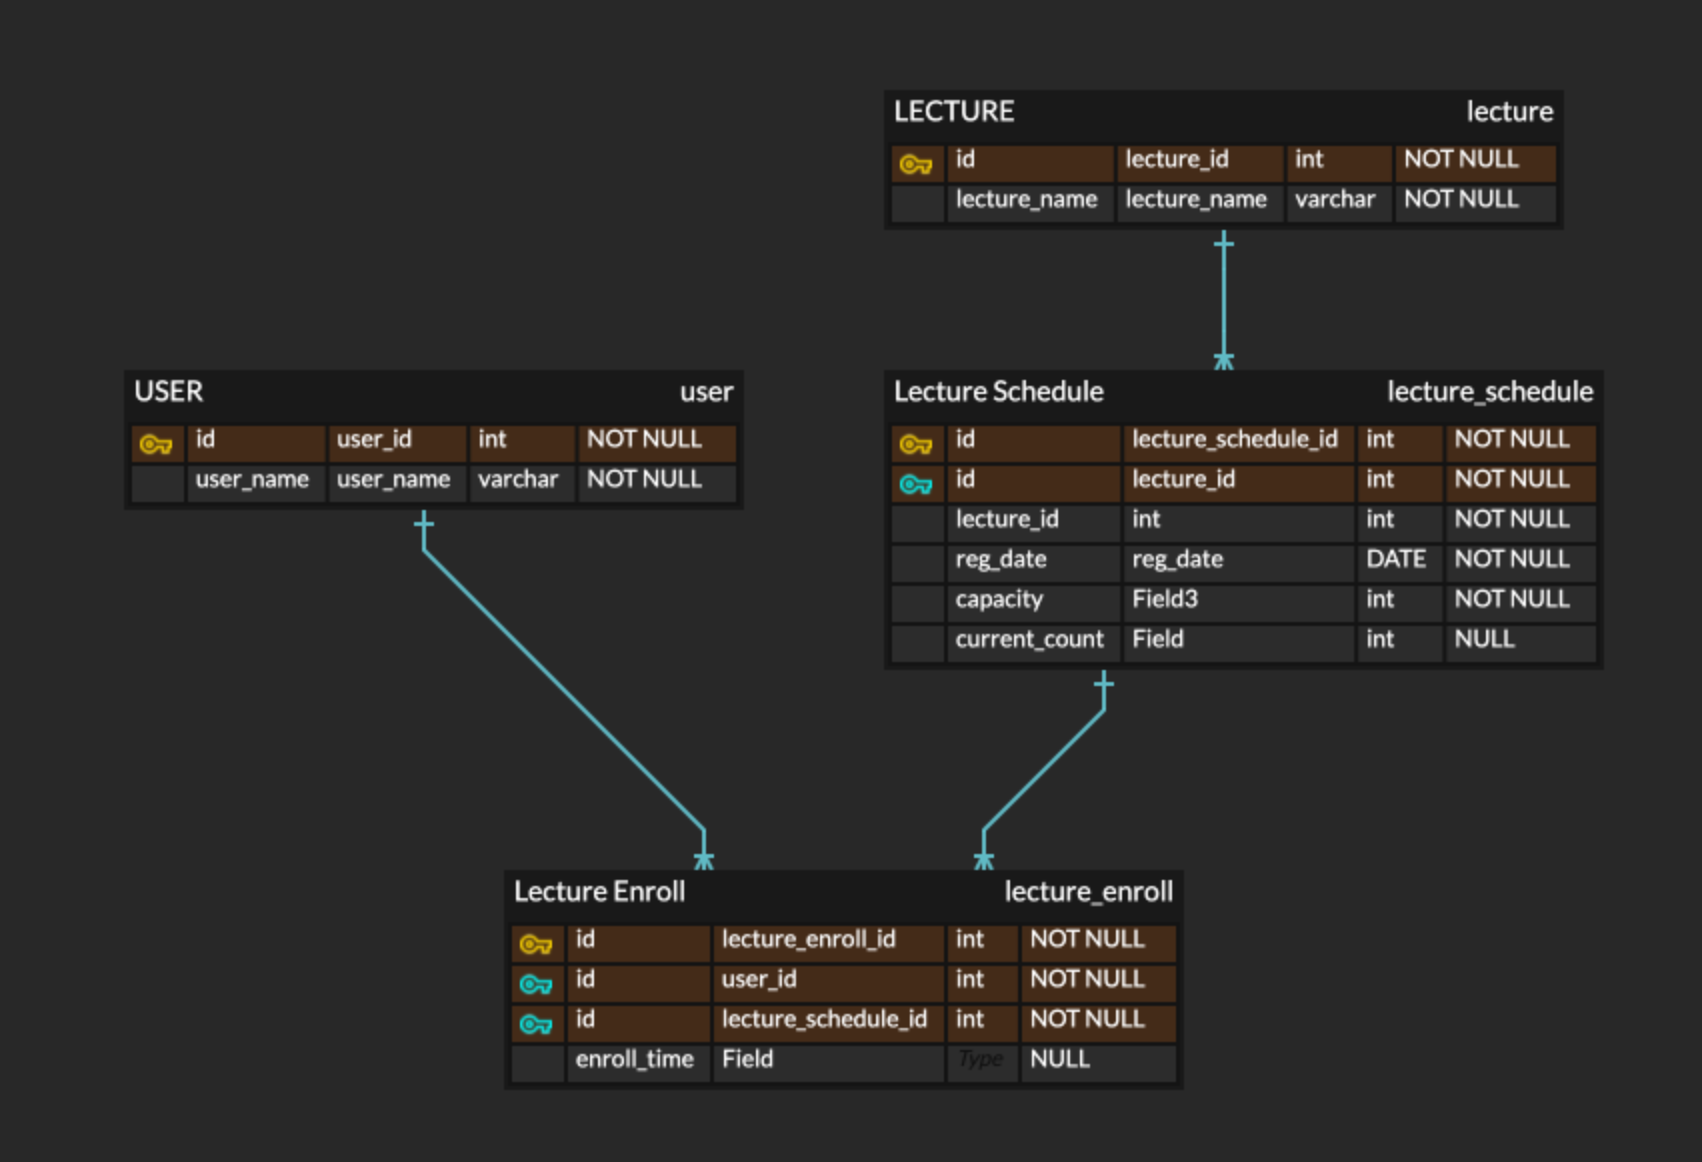 LECTURE lecture
id lecture_id int NOT NULL
lecture_name lecture_name varchar NOT NULL
USER user
id user_id int NOT NULL
user_name user_name varchar NOT NULL
Lecture Schedule lecture_schedule
id lecture_schedule_id int NOT NULL
id lecture_id int NOT NULL
lecture_id int int NOT NULL
reg_date reg_date DATE NOT NULL
capacity Field3 int NOT NULL
current_count Field int NULL
Lecture Enroll lecture_enroll
id lecture_enroll_id int NOT NULL
id user_id int NOT NULL
id lecture_schedule_id int NOT NULL
enroll_time Field Type NULL